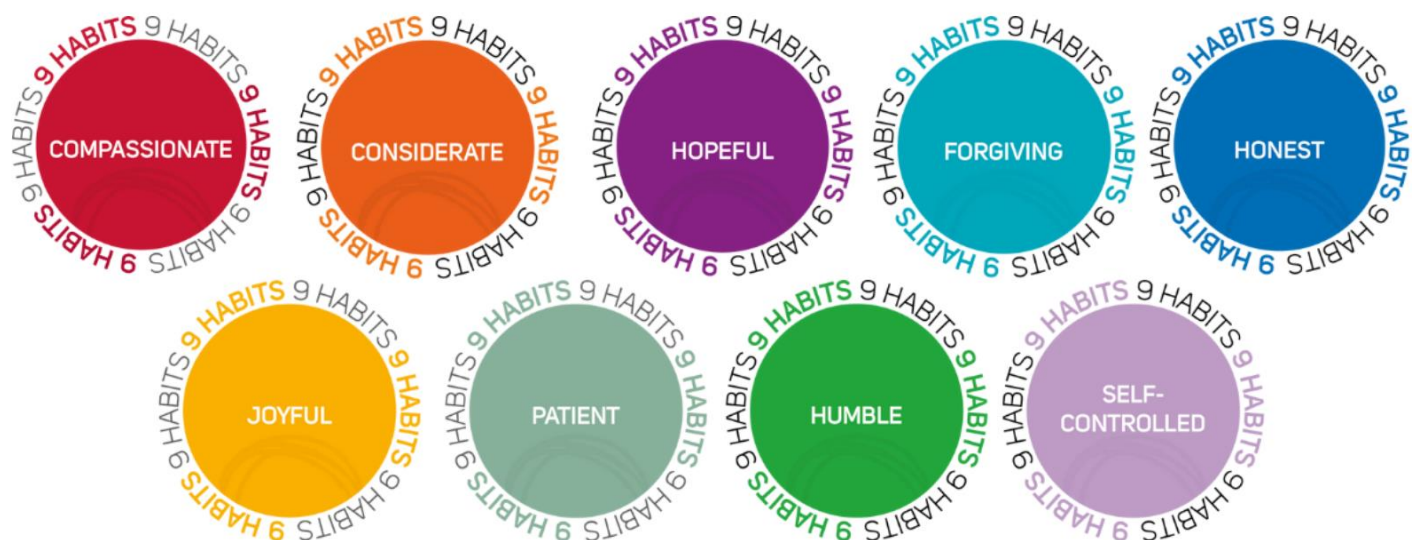 9 HABITS 9 HABITS 9 HABITS 9 HABITS 9 HABITS 9 HABITS
COMPASSIONATE
9 HABITS 9 HABITS 9 HABITS 9 HABITS 9 HABITS 9 HABITS
CONSIDERATE
9 HABITS 9 HABITS 9 HABITS 9 HABITS 9 HABITS 9 HABITS
HOPEFUL
9 HABITS 9 HABITS 9 HABITS 9 HABITS 9 HABITS 9 HABITS
FORGIVING
9 HABITS 9 HABITS 9 HABITS 9 HABITS 9 HABITS 9 HABITS
HONEST
9 HABITS 9 HABITS 9 HABITS 9 HABITS 9 HABITS 9 HABITS
JOYFUL
9 HABITS 9 HABITS 9 HABITS 9 HABITS 9 HABITS 9 HABITS
PATIENT
9 HABITS 9 HABITS 9 HABITS 9 HABITS 9 HABITS 9 HABITS
HUMBLE
9 HABITS 9 HABITS 9 HABITS 9 HABITS 9 HABITS 9 HABITS
SELF-
CONTROLLED